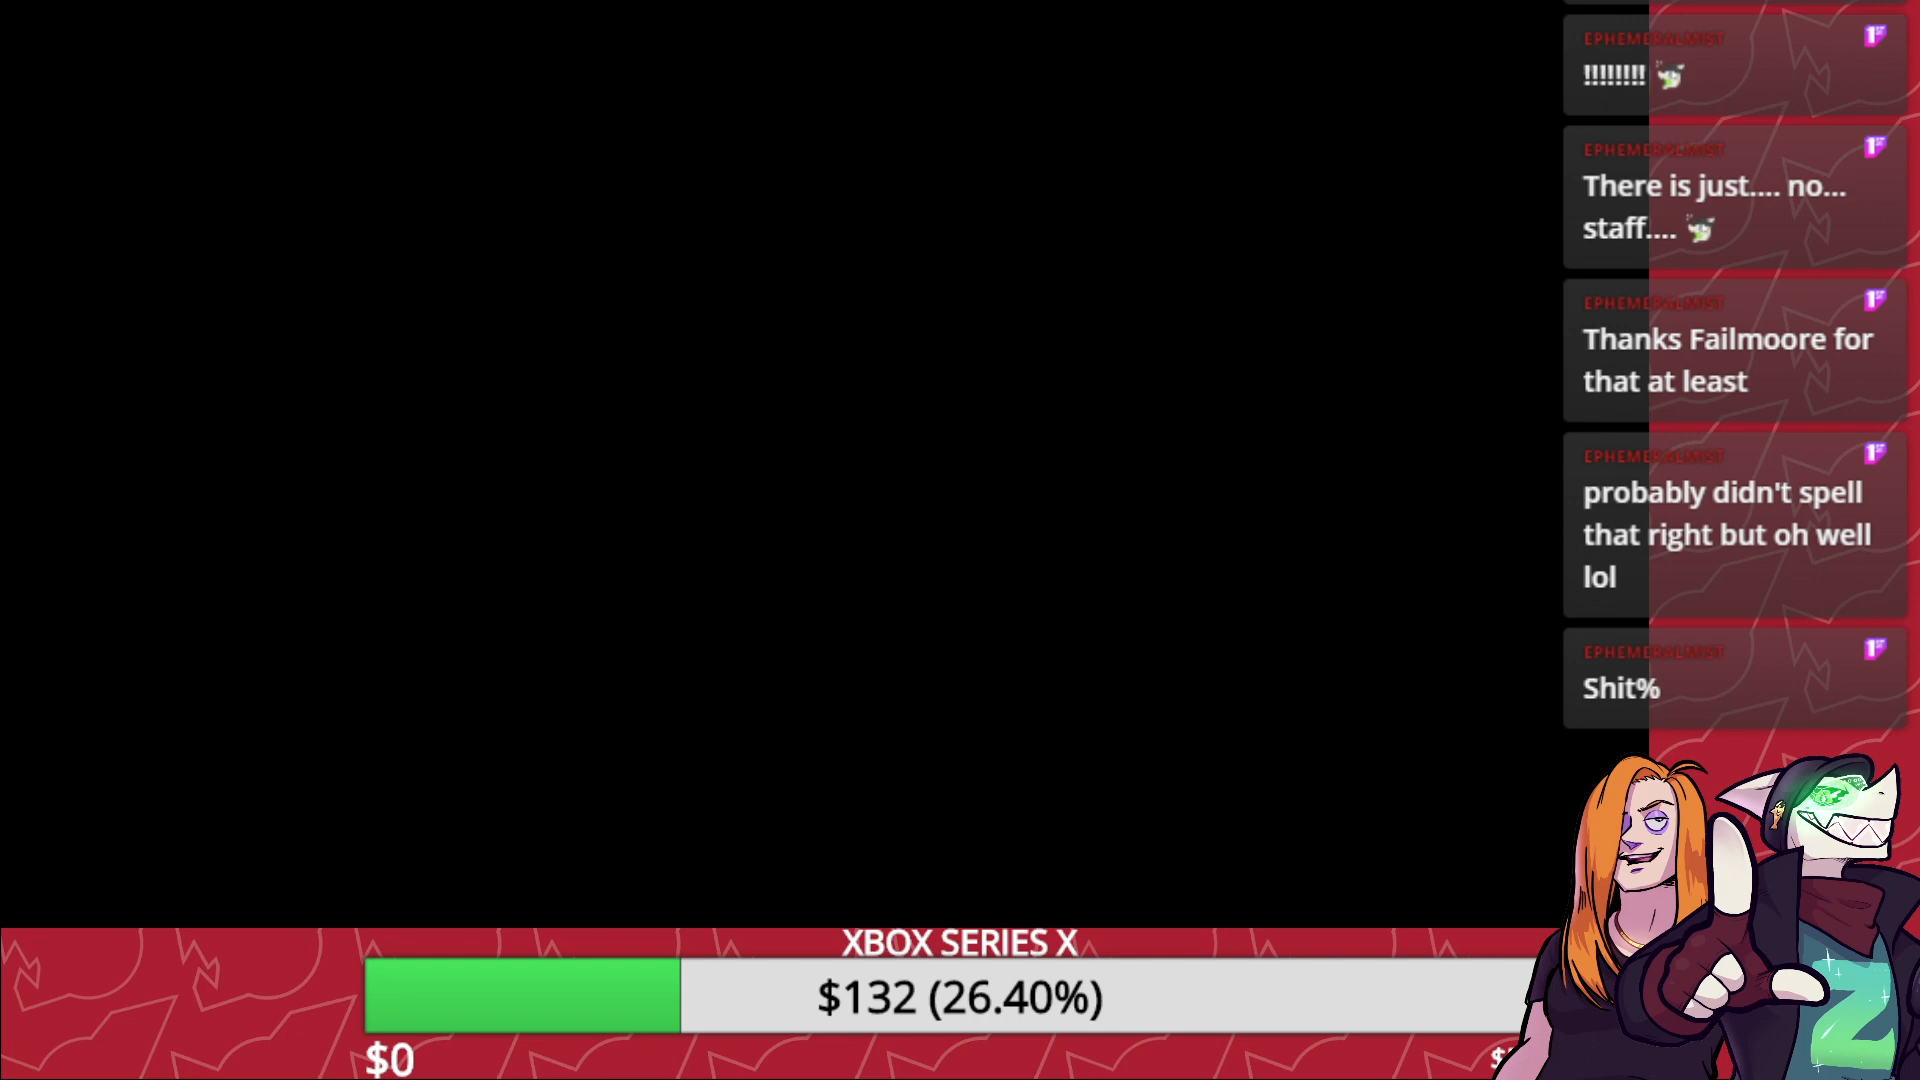 EPHEMERALMIST
!!!!!!!!
EPHEMERALMIST
There is just.... no...
staff....
EPHEMERALMIST
Thanks Failmoore for
that at least
EPHEMERALMIST
probably didn't spell
that right but oh well
lol
EPHEMERALMIST
Shit%
XBOX SERIES X
$132 (26.40%)
$0
Z